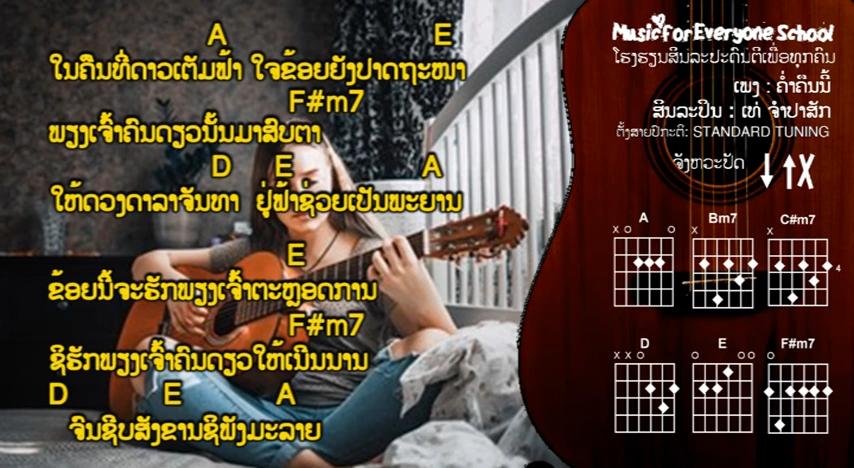 A E
ໃນຄືນທີ່ດາວເຕັມຟ້າ ໃຈຂ້ອຍຍັງປາດຖະໜາ
F#m7
ພຽງເຈົ້າຄົນດຽວນັ້ນມາສົບຕາ
D E A
ໃຫ້ດວງດາລາຈັນທາ ຢູ່ຟ້າຊ່ວຍເປັນພະຍານ
E
ຂ້ອຍນີ້ຈະຮັກພຽງເຈົ້າຕະຫຼອດການ
F#m7
ຊິຮັກພຽງເຈົ້າຄົນດຽວໃຫ້ເນີນນານ
D E A
ຈົນຊີບສັງຂານຊິພັງມະລາຍ
Music For Everyone School
ໂຮງຮຽນສິນລະປະດົນຕີເພື່ອທຸກຄົນ
ເພງ : ຄ່ຳຄືນນີ້
ສິນລະປິນ : ເທ່ ຈຳປາສັກ
ຕັ້ງສາຍປົກະຕິ: STANDARD TUNING
ຈັງຫວະປັດ ↓ ↑X
A Bm7 C#m7
x o o x x
4
D E F#m7
x x o o o o o